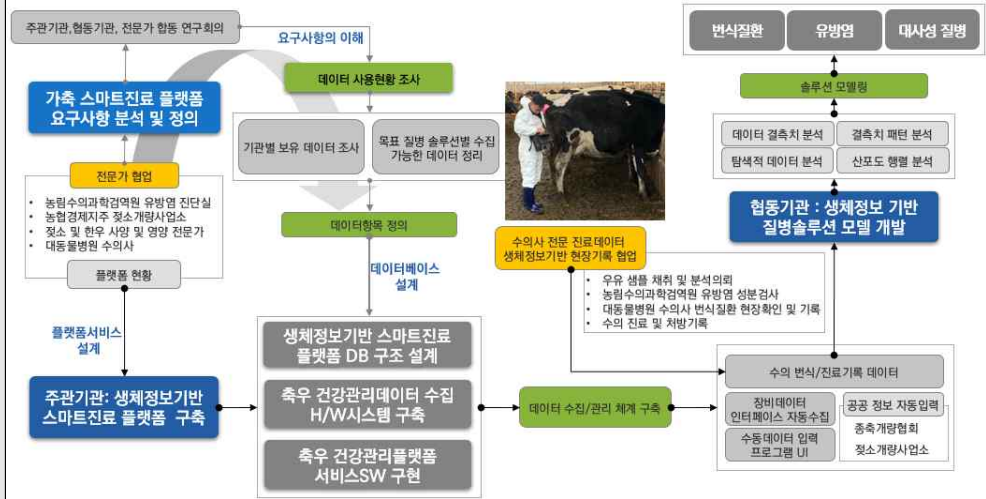 주관기관,협동기관, 전문가 합동 연구회의
요구사항의 이해
데이터 사용현황 조사
가축 스마트진료 플랫폼
요구사항 분석 및 정의
기관별 보유 데이터 조사
목표 질병 솔루션별 수집
가능한 데이터 정리
전문가 협업
• 농림수의과학검역원 유방염 진단실
• 농협경제지주 젖소개량사업소
• 젖소 및 한우 사양 및 영양 전문가
• 대동물병원 수의사
플랫폼 현황
데이터항목 정의
데이터베이스
설계
플랫폼서비스
설계
주관기관: 생체정보기반
스마트진료 플랫폼 구축
생체정보기반 스마트진료
플랫폼 DB 구조 설계
축우 건강관리데이터 수집
H/W시스템 구축
축우 건강관리플랫폼
서비스SW 구현
데이터 수집/관리 체계 구축
수의사 전문 진료데이터
생체정보기반 현장기록 협업
• 우유 샘플 채취 및 분석의뢰
• 농림수의과학검역원 유방염 성분검사
• 대동물병원 수의사 번식질환 현장확인 및 기록
• 수의 진료 및 처방기록
번식질환
유방염
대사성 질병
솔루션 모델링
데이터 결측치 분석
결측치 패턴 분석
탐색적 데이터 분석
산포도 행렬 분석
협동기관 : 생체정보 기반
질병솔루션 모델 개발
수의 번식/진료기록 데이터
장비데이터
인터페이스 자동수집
수동데이터 입력
프로그램 UI
공공 정보 자동입력
종축개량협회
젖소개량사업소